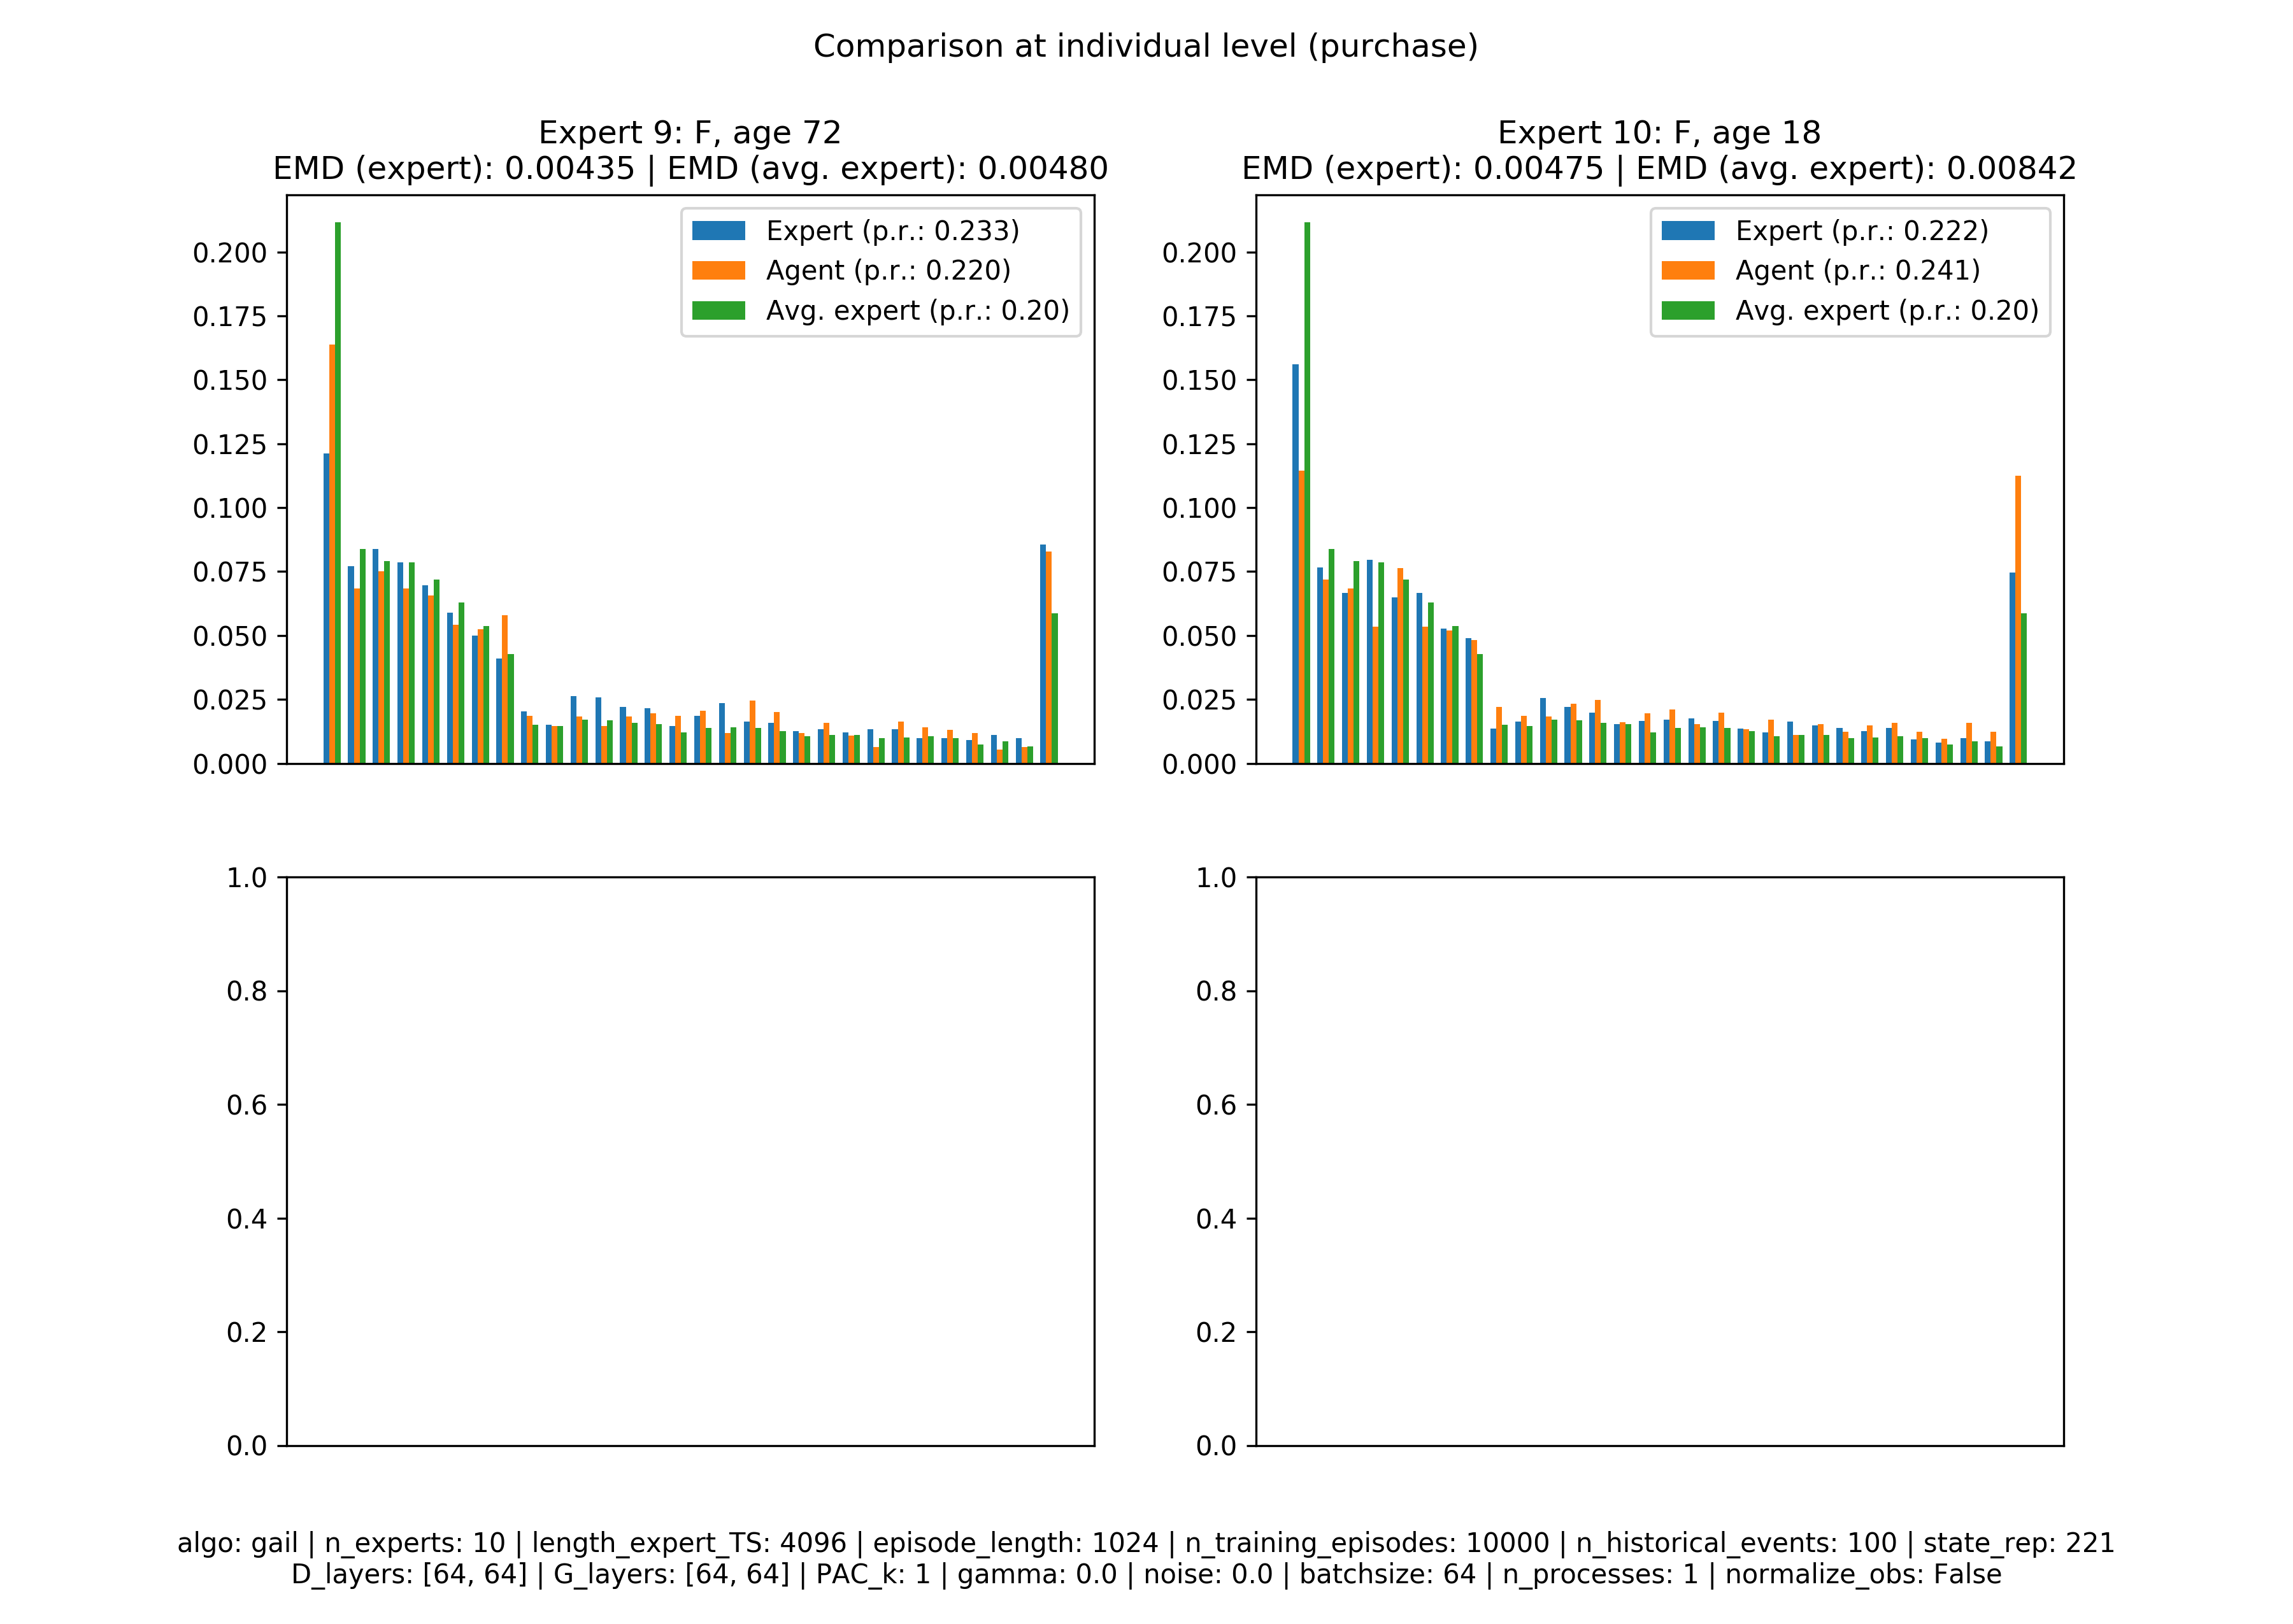 Comparison at individual level (purchase)
Expert 9: F, age 72
EMD (expert): 0.00435 | EMD (avg. expert): 0.00480
Expert (p.r.: 0.233)
Agent (p.r.: 0.220)
Avg. expert (p.r.: 0.20)
0.200
0.175
0.150
0.125
0.100
0.075
0.050
0.025
0.000
Expert 10: F, age 18
EMD (expert): 0.00475 | EMD (avg. expert): 0.00842
Expert (p.r.: 0.222)
Agent (p.r.: 0.241)
Avg. expert (p.r.: 0.20)
0.200
0.175
0.150
0.125
0.100
0.075
0.050
0.025
0.000
1.0
0.8
0.6
0.4
0.2
0.0
1.0
0.8
0.6
0.4
0.2
0.0
algo: gail | n_experts: 10 | length_expert_TS: 4096 | episode_length: 1024 | n_training_episodes: 10000 | n_historical_events: 100 | state_rep: 221
D_layers: [64, 64] | G_layers: [64, 64] | PAC_k: 1 | gamma: 0.0 | noise: 0.0 | batchsize: 64 | n_processes: 1 | normalize_obs: False